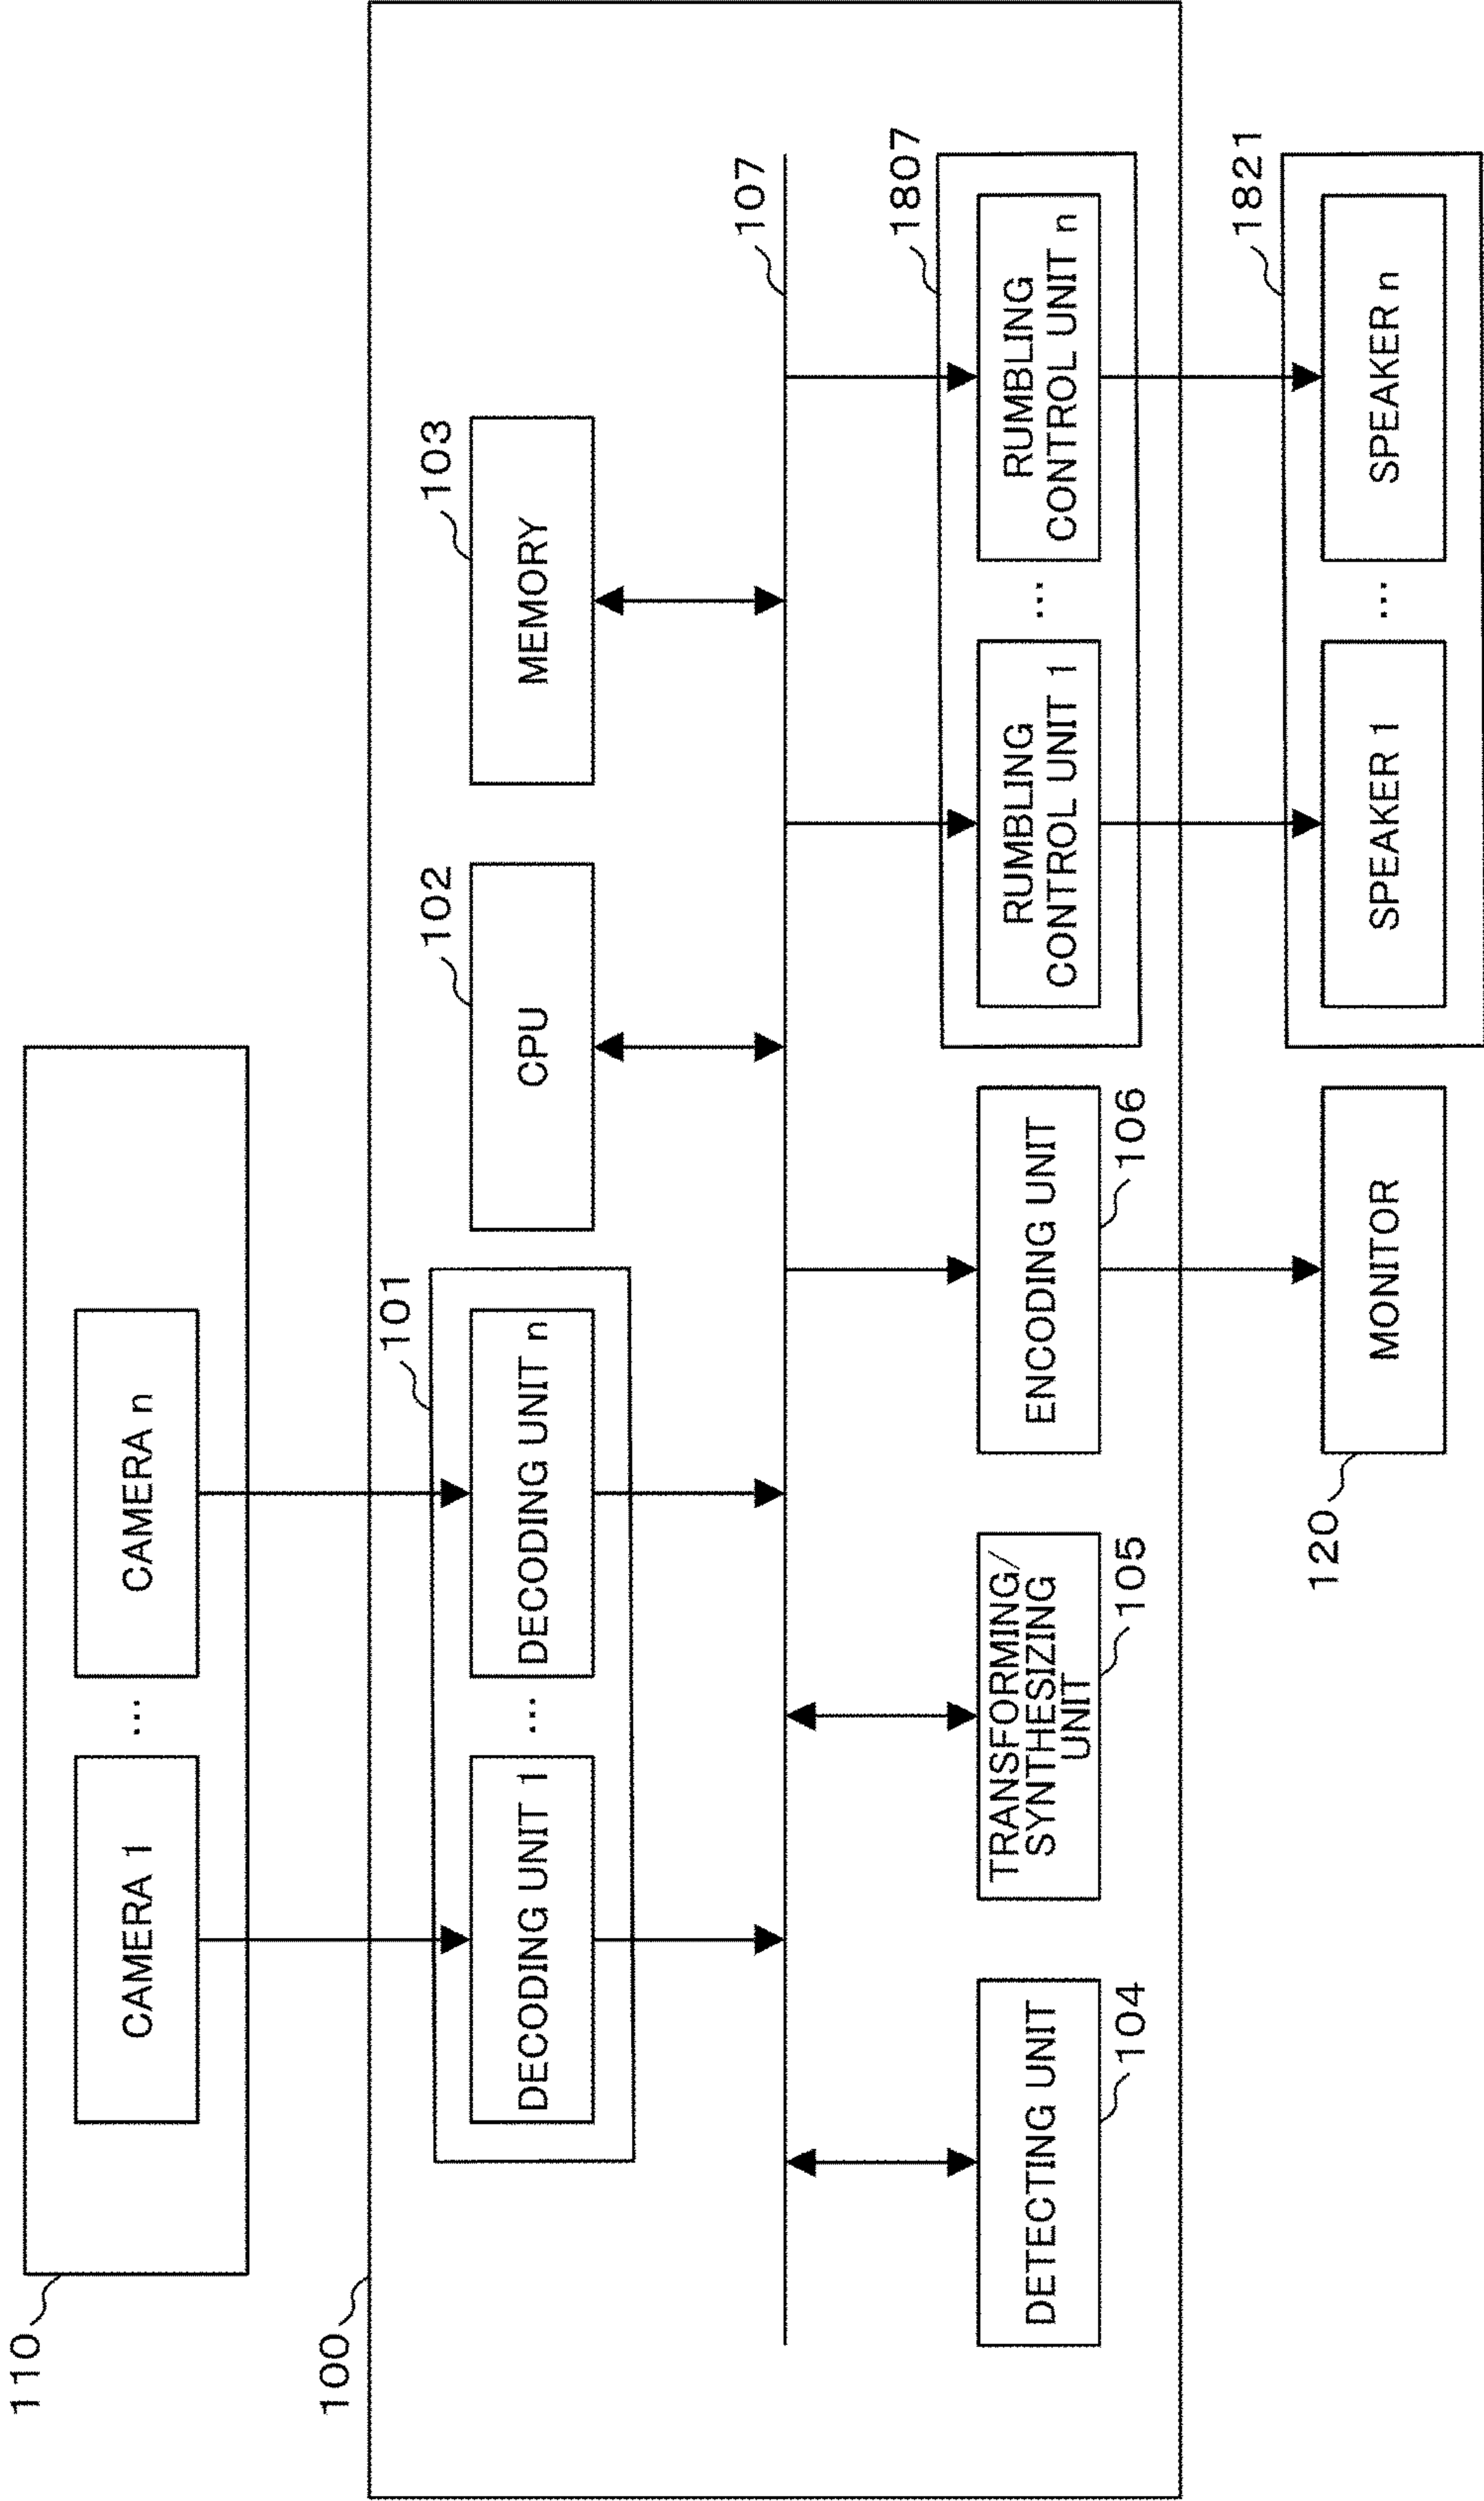 110
CAMERA 1
...
CAMERA n
100
101
DECODING UNIT 1
...
DECODING UNIT n
102
CPU
103
MEMORY
107
DETECTING UNIT
104
TRANSFORMING/
SYNTHESIZING
UNIT
105
ENCODING UNIT
106
1807
RUMBLING
CONTROL UNIT 1
...
RUMBLING
CONTROL UNIT n
120
MONITOR
1821
SPEAKER 1
...
SPEAKER n